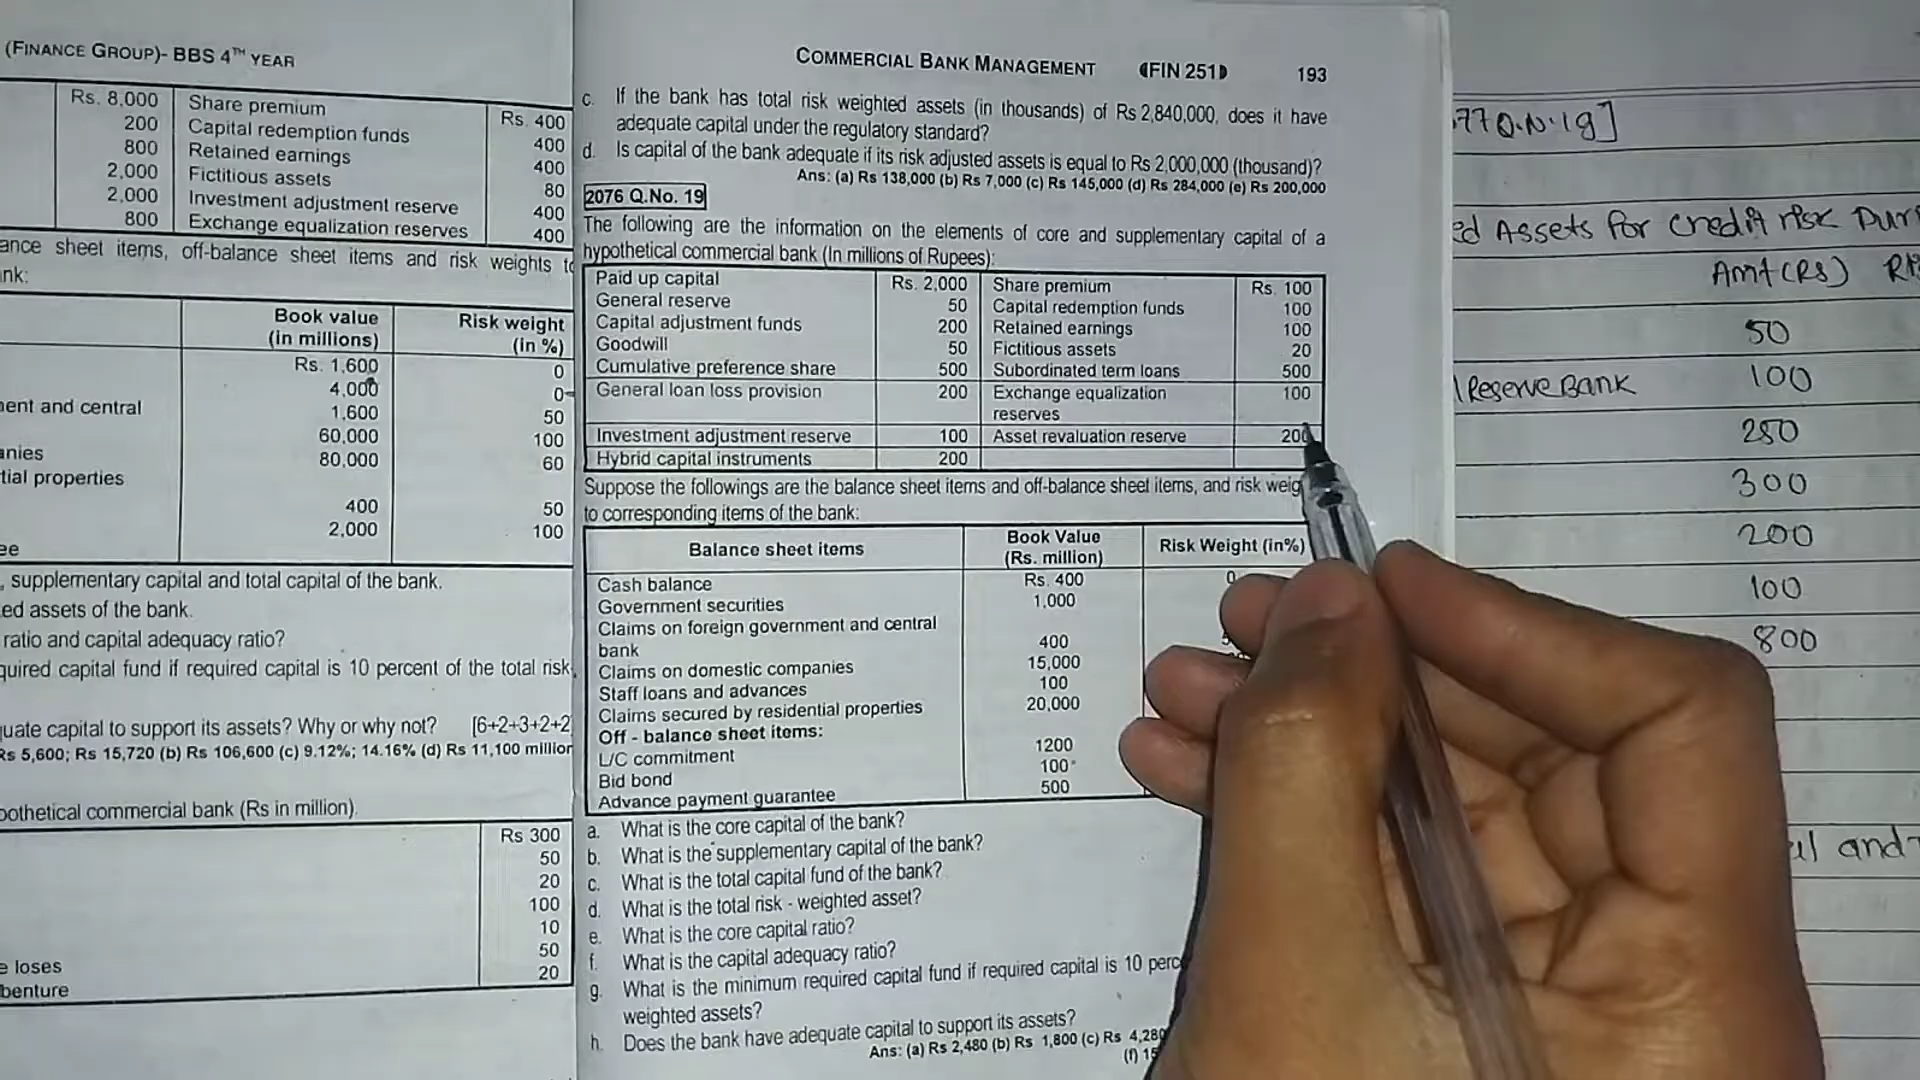 (FINANCE GROUP)- BBS 4TH YEAR
Rs. 8,000 Share premium Rs. 400
200 Capital redemption funds 400
800 Retained earnings 400
2,000 Fictitious assets 80
2,000 Investment adjustment reserve 400
800 Exchange equalization reserves 400
ance sheet items, off-balance sheet items and risk weights to
nk:
Book value (in millions) Risk weight (in %)
Rs. 1,600 0
4,000 0
ent and central 1,600 50
60,000 100
anies 80,000 60
tial properties
400 50
2,000 100
ee
, supplementary capital and total capital of the bank.
ed assets of the bank.
ratio and capital adequacy ratio?
quired capital fund if required capital is 10 percent of the total risk
quate capital to support its assets? Why or why not? [6+2+3+2+2
Rs 5,600; Rs 15,720 (b) Rs 106,600 (c) 9.12%; 14.16% (d) Rs 11,100 million
pothetical commercial bank (Rs in million).
Rs 300
50
20
100
10
50
e loses 20
benture
COMMERCIAL BANK MANAGEMENT (FIN 251) 193
c. If the bank has total risk weighted assets (in thousands) of Rs 2,840,000, does it have
adequate capital under the regulatory standard?
d. Is capital of the bank adequate if its risk adjusted assets is equal to Rs 2,000,000 (thousand)?
Ans: (a) Rs 138,000 (b) Rs 7,000 (c) Rs 145,000 (d) Rs 284,000 (e) Rs 200,000
2076 Q.No. 19
The following are the information on the elements of core and supplementary capital of a
hypothetical commercial bank (In millions of Rupees):
Paid up capital Rs. 2,000 Share premium Rs. 100
General reserve 50 Capital redemption funds 100
Capital adjustment funds 200 Retained earnings 100
Goodwill 50 Fictitious assets 20
Cumulative preference share 500 Subordinated term loans 500
General loan loss provision 200 Exchange equalization 100
reserves
Investment adjustment reserve 100 Asset revaluation reserve 200
Hybrid capital instruments 200
Suppose the followings are the balance sheet items and off-balance sheet items, and risk weig
to corresponding items of the bank:
Balance sheet items Book Value (Rs. million) Risk Weight (in%)
Cash balance Rs. 400 0
Government securities 1,000
Claims on foreign government and central
bank 400
Claims on domestic companies 15,000
Staff loans and advances 100
Claims secured by residential properties 20,000
Off - balance sheet items:
L/C commitment 1200
Bid bond 100
Advance payment guarantee 500
a. What is the core capital of the bank?
b. What is the supplementary capital of the bank?
c. What is the total capital fund of the bank?
d. What is the total risk - weighted asset?
e. What is the core capital ratio?
f. What is the capital adequacy ratio?
g. What is the minimum required capital fund if required capital is 10 perc
weighted assets?
h. Does the bank have adequate capital to support its assets?
Ans: (a) Rs 2,480 (b) Rs 1,800 (c) Rs 4,280
(f) 15
77 Q.N.19]
ed Assets for Credit risk Duri
Amt (Rs)
50
Reserve Bank 100
250
300
200
100
800
and